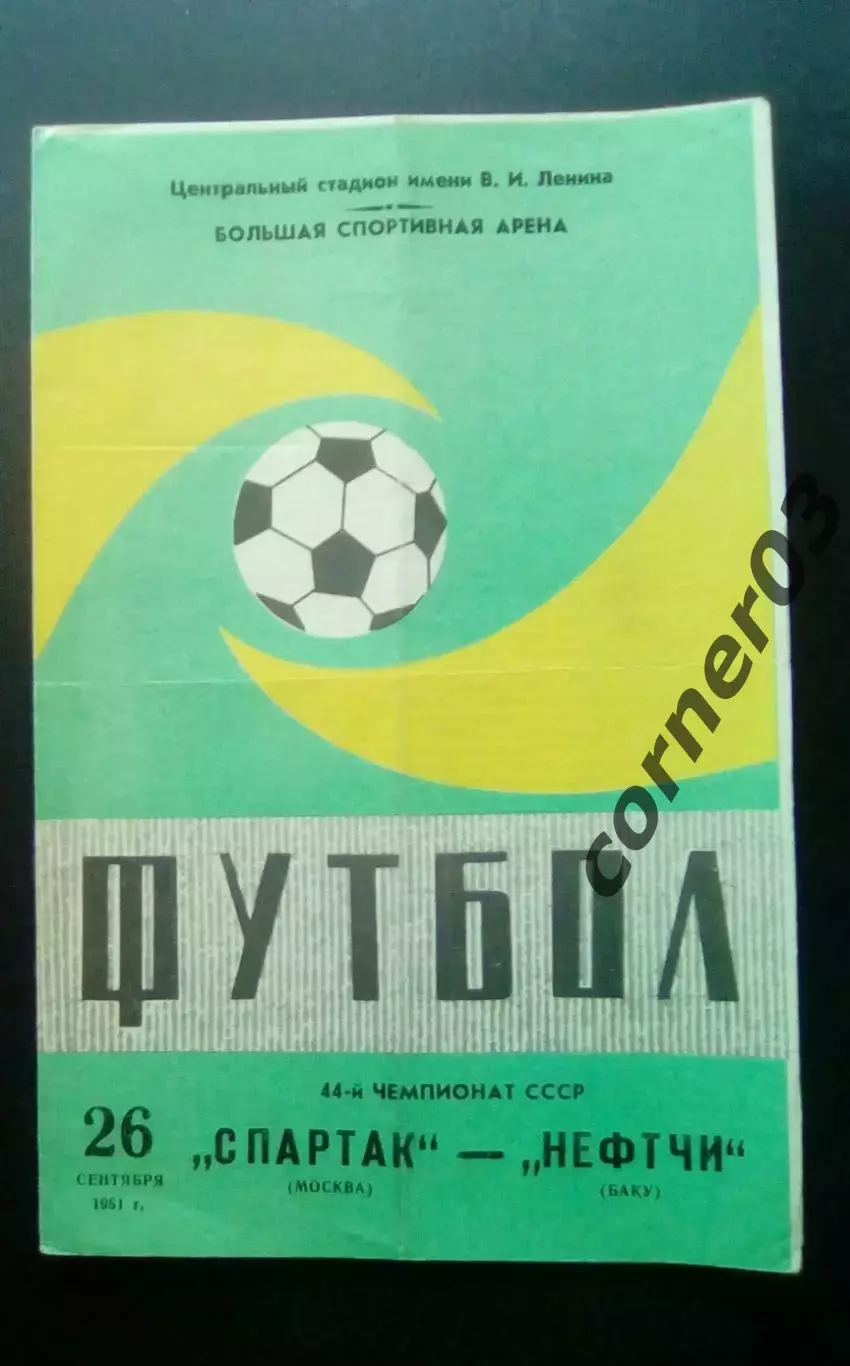 Центральный стадион имени В. И. Ленина
БОЛЬШАЯ СПОРТИВНАЯ АРЕНА
ФУТБОЛ
44-й ЧЕМПИОНАТ СССР
26
СЕНТЯБРЯ
1981 г.
„СПАРТАК“ — „НЕФТЧИ“
(МОСКВА)
(БАКУ)
corner03